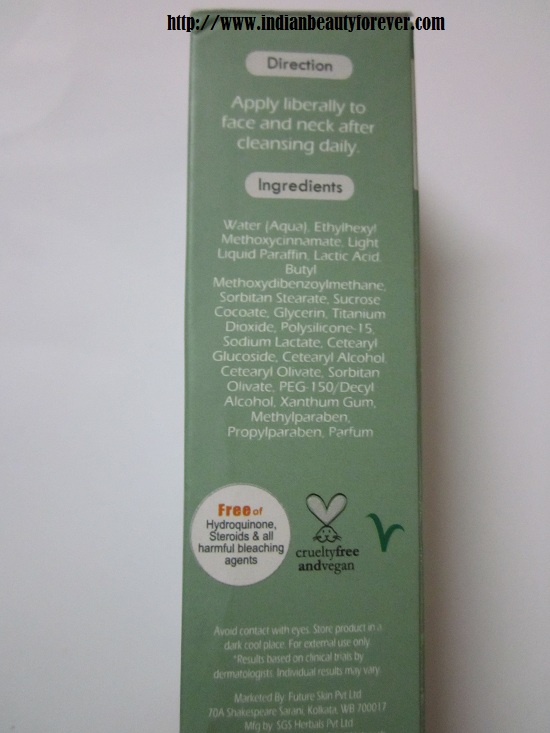 http://www.indianbeautyforever.com
Direction
Apply liberally to
face and neck after
cleansing daily.
Ingredients
Water (Aqua), Ethylhexyl
Methoxycinnamate, Light
Liquid Paraffin, Lactic Acid,
Butyl
Methoxydibenzoylmethane,
Sorbitan Stearate, Sucrose
Cocoate, Glycerin, Titanium
Dioxide, Polysilicone-15,
Sodium Lactate, Cetearyl
Glucoside, Cetearyl Alcohol,
Cetearyl Olivate, Sorbitan
Olivate, PEG-150/Decyl
Alcohol, Xanthum Gum,
Methylparaben,
Propylparaben, Parfum
Free of
Hydroquinone,
Steroids & all
harmful bleaching
agents
crueltyfree
andvegan
Avoid contact with eyes. Store product in a
dark cool place. For external use only.
*Results based on clinical trials by
dermatologists. Individual results may vary.
Marketed By: Future Skin Pvt Ltd
70A Shakespeare Sarani, Kolkata, WB 700017
Mfg by: SGS Herbals Pvt Ltd